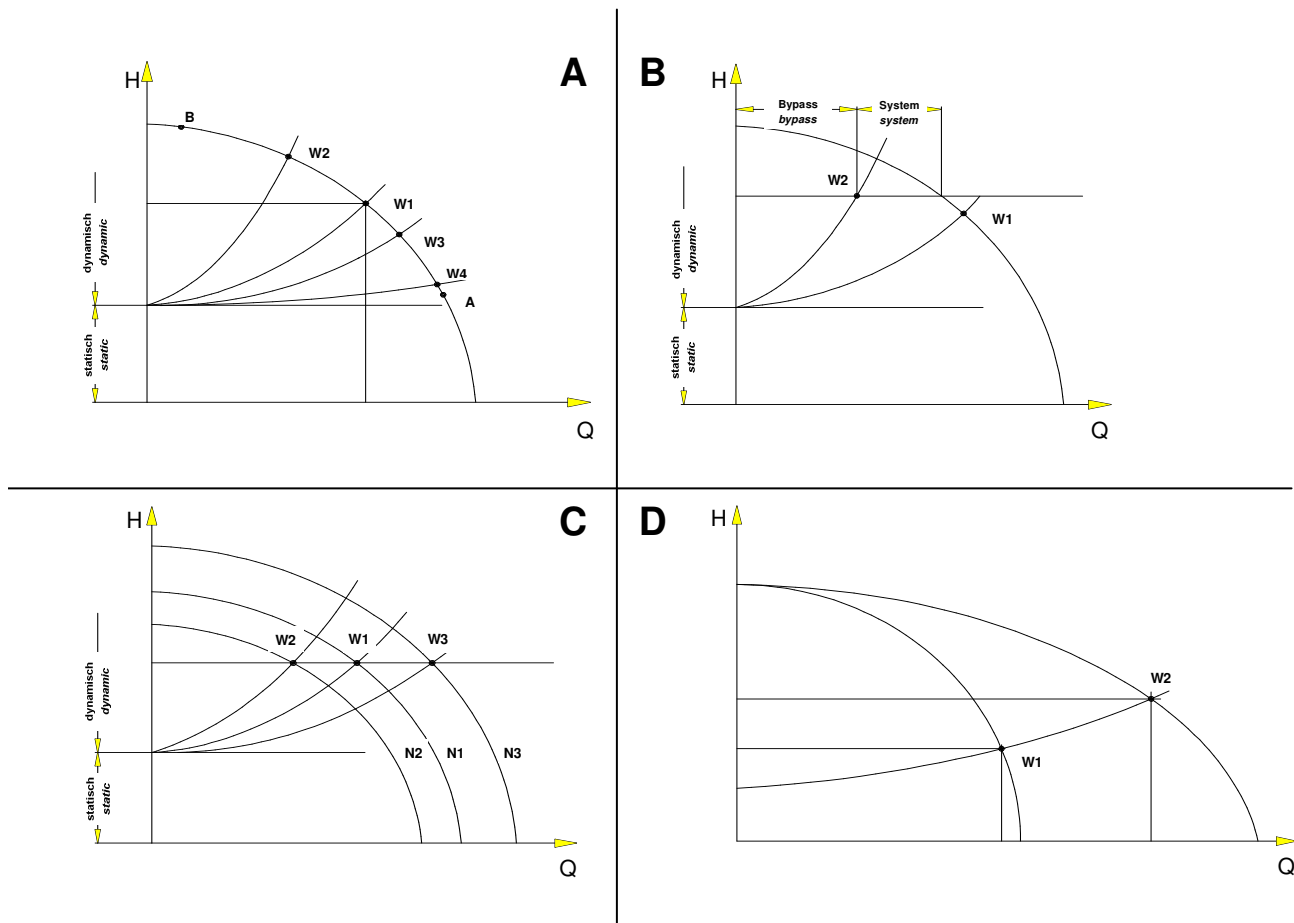 A
H
B
W2
W1
W3
W4
A
dynamisch
dynamic
statisch
static
Q
B
H
Bypass
bypass
System
system
W2
W1
dynamisch
dynamic
statisch
static
Q
C
H
W2
W1
W3
N2
N1
N3
dynamisch
dynamic
statisch
static
Q
D
H
W2
W1
Q